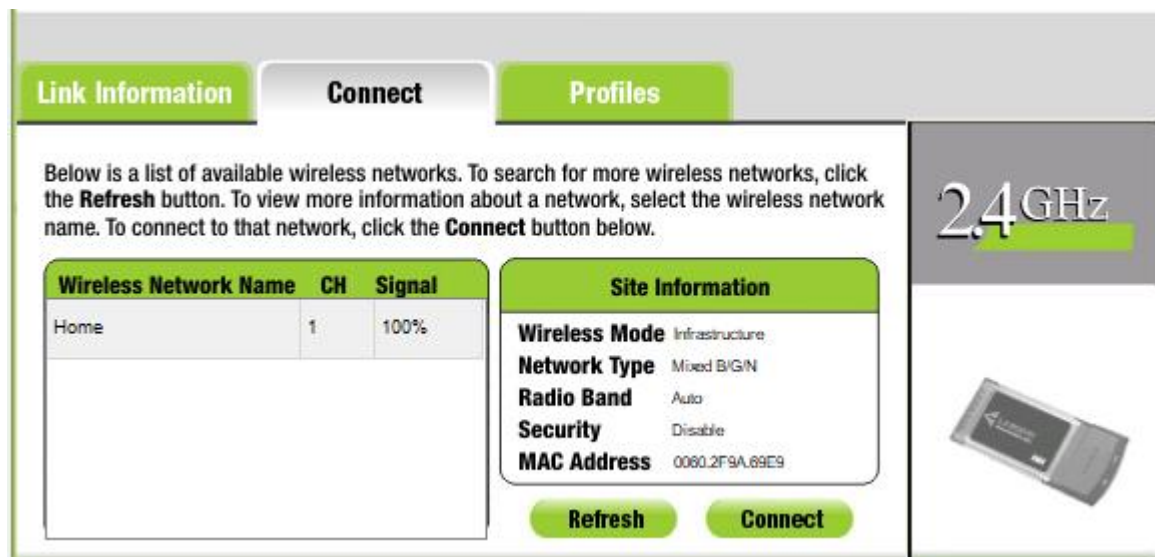 Link Information
Connect
Profiles
Below is a list of available wireless networks. To search for more wireless networks, click
the Refresh button. To view more information about a network, select the wireless network
name. To connect to that network, click the Connect button below.
2.4GHz
Wireless Network Name CH Signal
Home 1 100%
Site Information
Wireless Mode Infrastructure
Network Type Mixed B/G/N
Radio Band Auto
Security Disable
MAC Address 0060.2F9A.69E9
Refresh
Connect